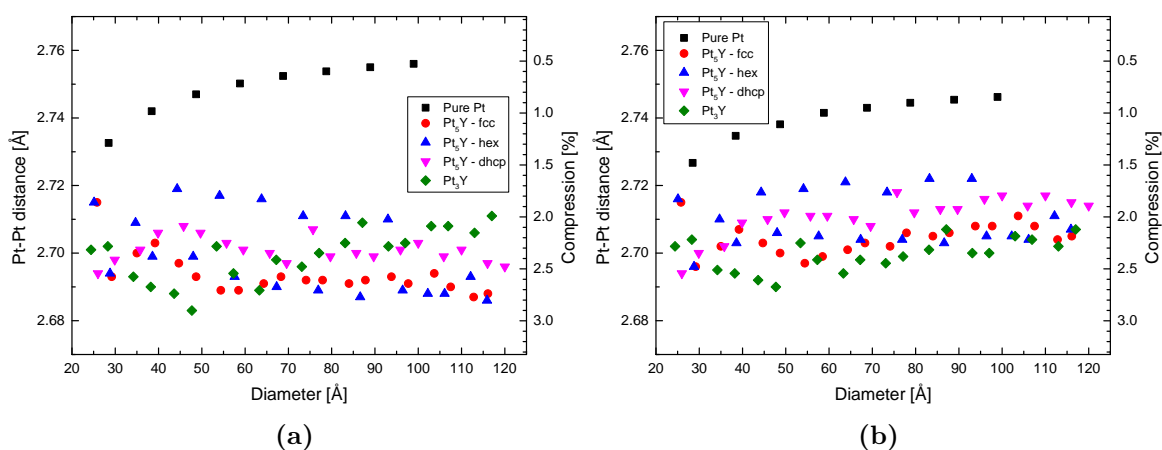 2.76
2.74
2.72
2.70
2.68
Pt-Pt distance [Å]
Pure Pt
Pt₅Y - fcc
Pt₅Y - hex
Pt₅Y - dhcp
Pt₃Y
0.5
1.0
1.5
2.0
2.5
3.0
Compression [%]
20 30 40 50 60 70 80 90 100 110 120
Diameter [Å]
(a)
2.76
2.74
2.72
2.70
2.68
Pt-Pt distance [Å]
Pure Pt
Pt₅Y - fcc
Pt₅Y - hex
Pt₅Y - dhcp
Pt₃Y
0.5
1.0
1.5
2.0
2.5
3.0
Compression [%]
20 30 40 50 60 70 80 90 100 110 120
Diameter [Å]
(b)